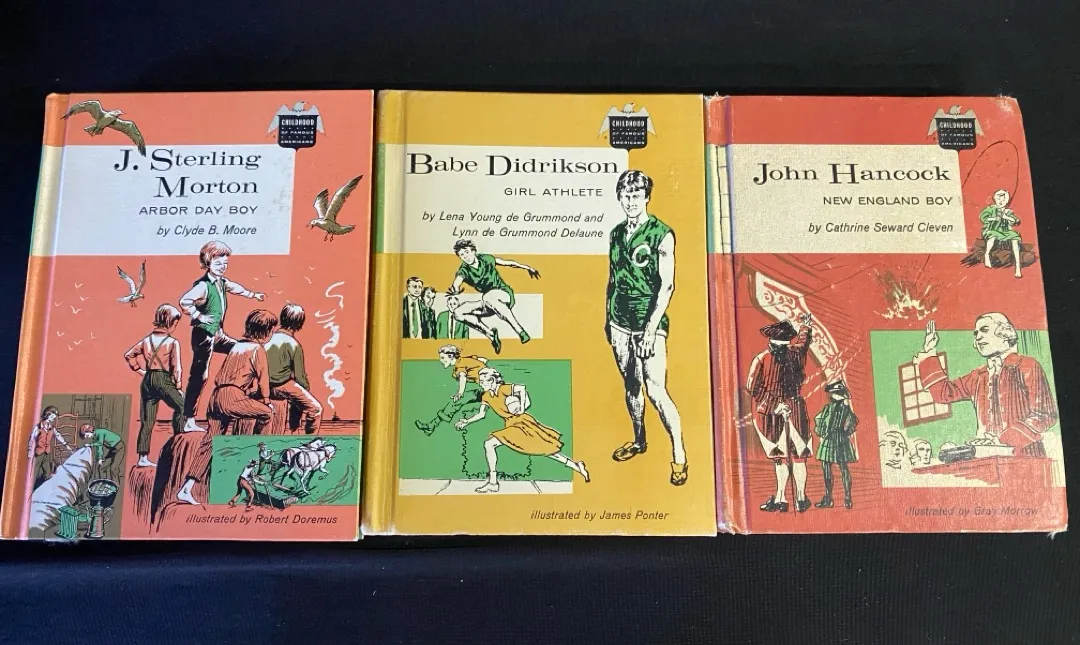 CHILDHOOD
OF FAMOUS
AMERICANS
J. Sterling
Morton
ARBOR DAY BOY
by Clyde B. Moore
illustrated by Robert Doremus
CHILDHOOD
OF FAMOUS
AMERICANS
Babe Didrikson
GIRL ATHLETE
by Lena Young de Grummond and
Lynn de Grummond Delaune
C
illustrated by James Ponter
CHILDHOOD
OF FAMOUS
AMERICANS
John Hancock
NEW ENGLAND BOY
by Cathrine Seward Cleven
illustrated by Gray Morrow